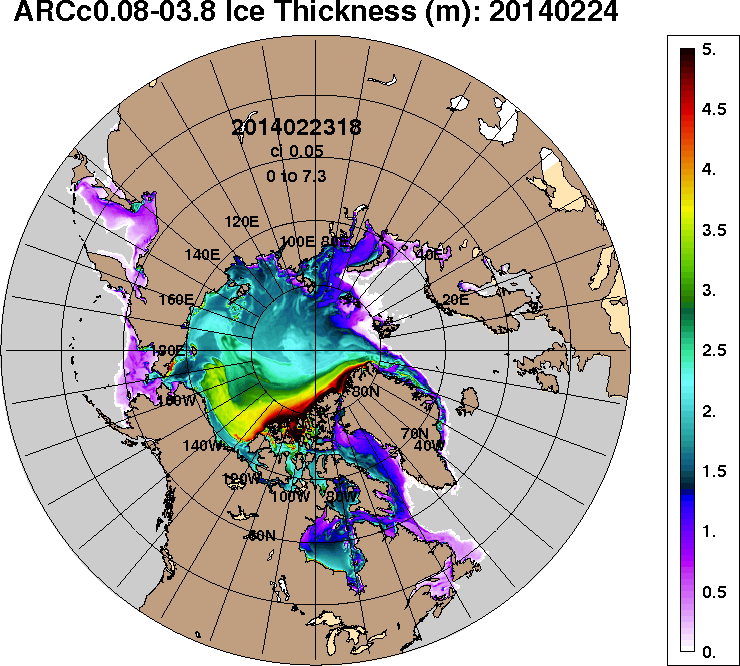 ARCc0.08-03.8 Ice Thickness (m): 20140224
5.
4.5
4.
3.5
3.
2.5
2.
1.5
1.
0.5
0.
2014022318
ci 0.05
0 to 7.3
120E
100E
80E
140E
40E
160E
20E
180E
160W
80N
140W
70N
40W
120W
100W
80W
60N